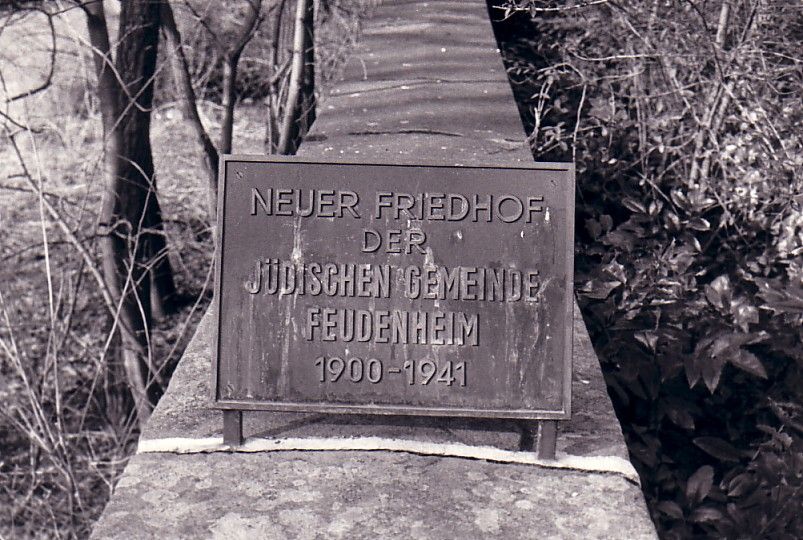 NEUER FRIEDHOF
DER
JÜDISCHEN GEMEINDE
FEUDENHEIM
1900-1941